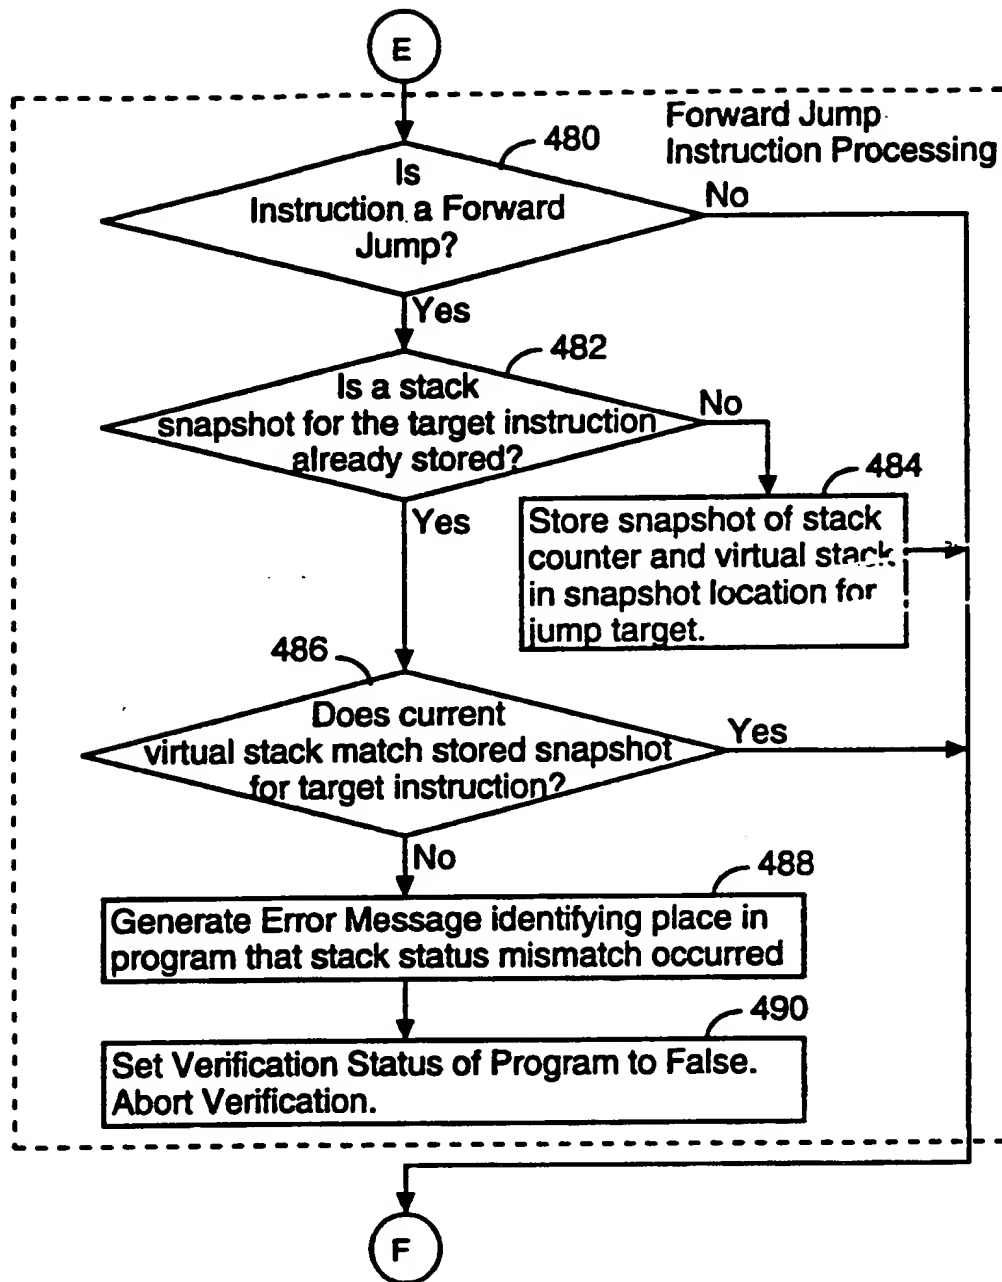 E
Forward Jump
Instruction Processing
480
Is
Instruction a Forward
Jump?
No
Yes
482
Is a stack
snapshot for the target instruction
already stored?
No
Yes
484
Store snapshot of stack
counter and virtual stack
in snapshot location for
jump target.
486
Does current
virtual stack match stored snapshot
for target instruction?
Yes
No
488
Generate Error Message identifying place in
program that stack status mismatch occurred
490
Set Verification Status of Program to False.
Abort Verification.
F